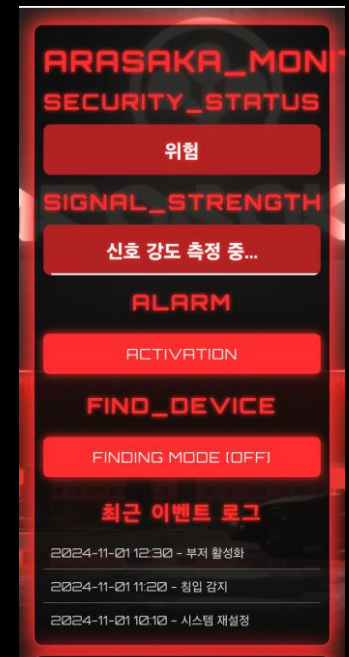 ARASAKA_MONI
SECURITY_STATUS
위험
SIGNAL_STRENGTH
신호 강도 측정 중...
ALARM
ACTIVATION
FIND_DEVICE
FINDING MODE [OFF]
최근 이벤트 로그
2024-11-01 12:30 - 부저 활성화
2024-11-01 11:20 - 침입 감지
2024-11-01 10:10 - 시스템 재설정